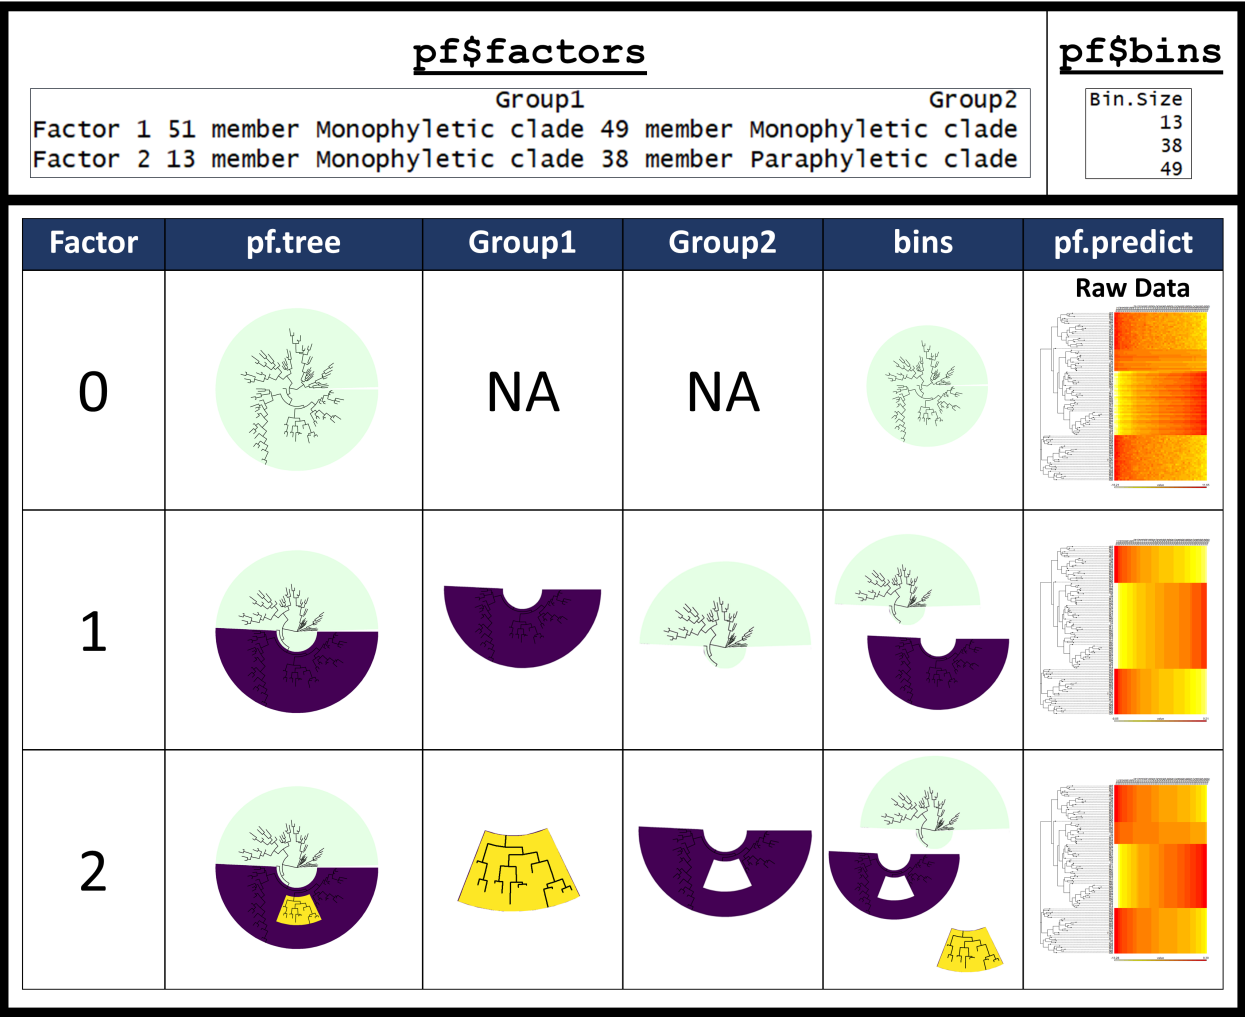 pf$factors
Group1 Group2
Factor 1 51 member Monophyletic clade 49 member Monophyletic clade
Factor 2 13 member Monophyletic clade 38 member Paraphyletic clade
pf$bins
Bin.Size
13
38
49
Factor pf.tree Group1 Group2 bins pf.predict
Raw Data
0 NA NA
1
2